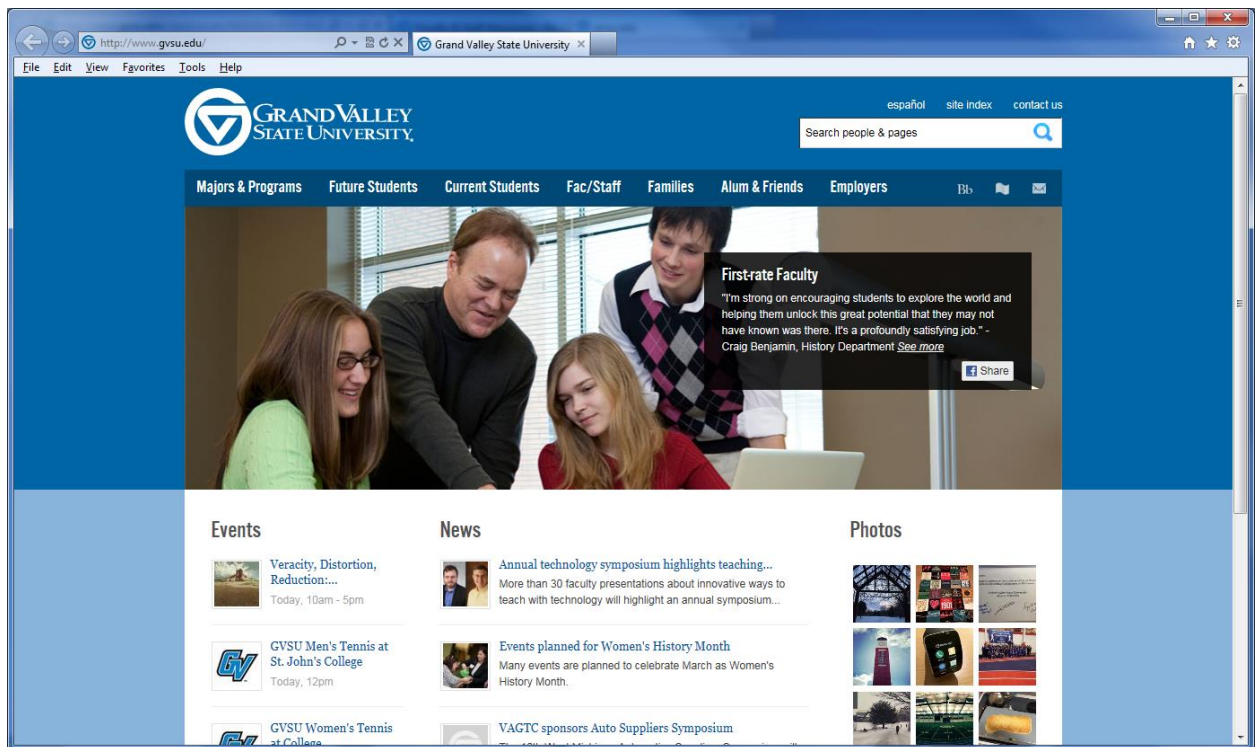 http://www.gvsu.edu/
Grand Valley State University
File Edit View Favorites Tools Help
GRAND VALLEY
STATE UNIVERSITY
español site index contact us
Search people & pages
Majors & Programs Future Students Current Students Fac/Staff Families Alum & Friends Employers Bb
First-rate Faculty
"I'm strong on encouraging students to explore the world and
helping them unlock this great potential that they may not
have known was there. It's a profoundly satisfying job." -
Craig Benjamin, History Department See more
Share
Events
Veracity, Distortion,
Reduction:...
Today, 10am - 5pm
GV
GVSU Men's Tennis at
St. John's College
Today, 12pm
GV
GVSU Women's Tennis
at College
News
Annual technology symposium highlights teaching...
More than 30 faculty presentations about innovative ways to
teach with technology will highlight an annual symposium...
Events planned for Women's History Month
Many events are planned to celebrate March as Women's
History Month.
VAGTC sponsors Auto Suppliers Symposium
Photos